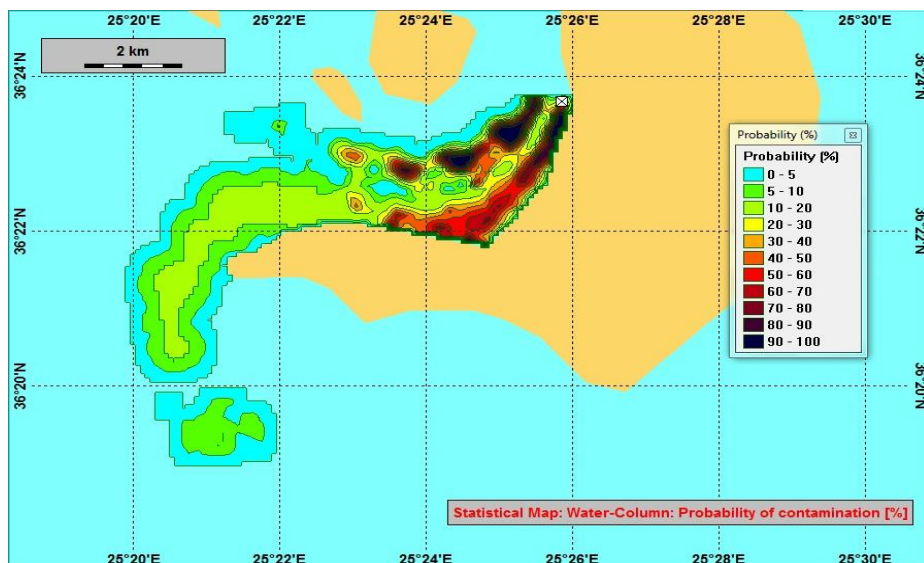 25°20'E 25°22'E 25°24'E 25°26'E 25°28'E 25°30'E
2 km
36°24'N 36°24'N
Probability (%)
Probability (%)
0 - 5
5 - 10
10 - 20
20 - 30
30 - 40
40 - 50
50 - 60
60 - 70
70 - 80
80 - 90
90 - 100
36°22'N 36°22'N
36°20'N 36°20'N
Statistical Map: Water-Column: Probability of contamination [%]
25°20'E 25°22'E 25°24'E 25°26'E 25°28'E 25°30'E